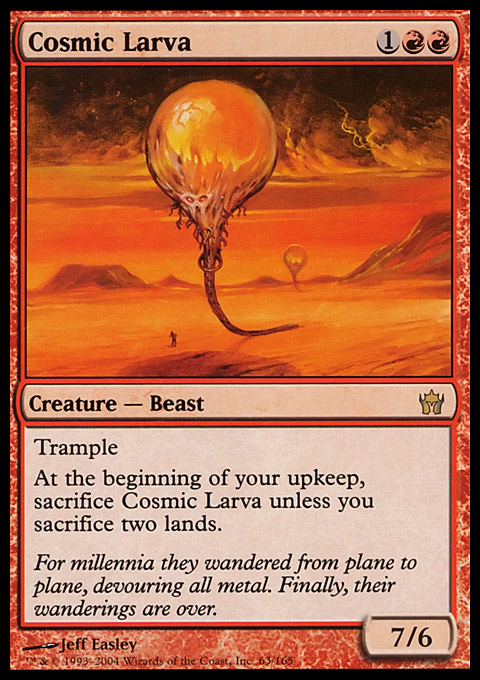 Cosmic Larva 1
Creature — Beast
Trample
At the beginning of your upkeep,
sacrifice Cosmic Larva unless you
sacrifice two lands.
For millennia they wandered from plane to
plane, devouring all metal. Finally, their
wanderings are over.
7/6
Jeff Easley
™ & © 1993-2004 Wizards of the Coast, Inc. 63/165